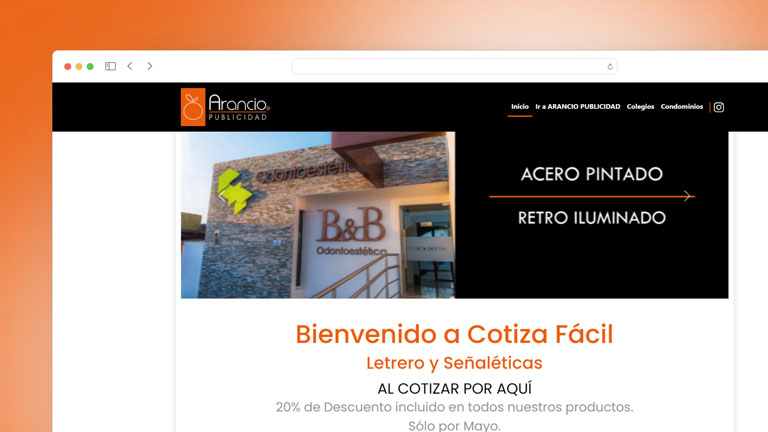 Arancio
PUBLICIDAD
Inicio Ir a ARANCIO PUBLICIDAD Colegios Condominios
odontoestética
B&B
Odontoestética
ACERO PINTADO
RETRO ILUMINADO
Bienvenido a Cotiza Fácil
Letrero y Señaléticas
AL COTIZAR POR AQUÍ
20% de Descuento incluido en todos nuestros productos.
Sólo por Mayo.